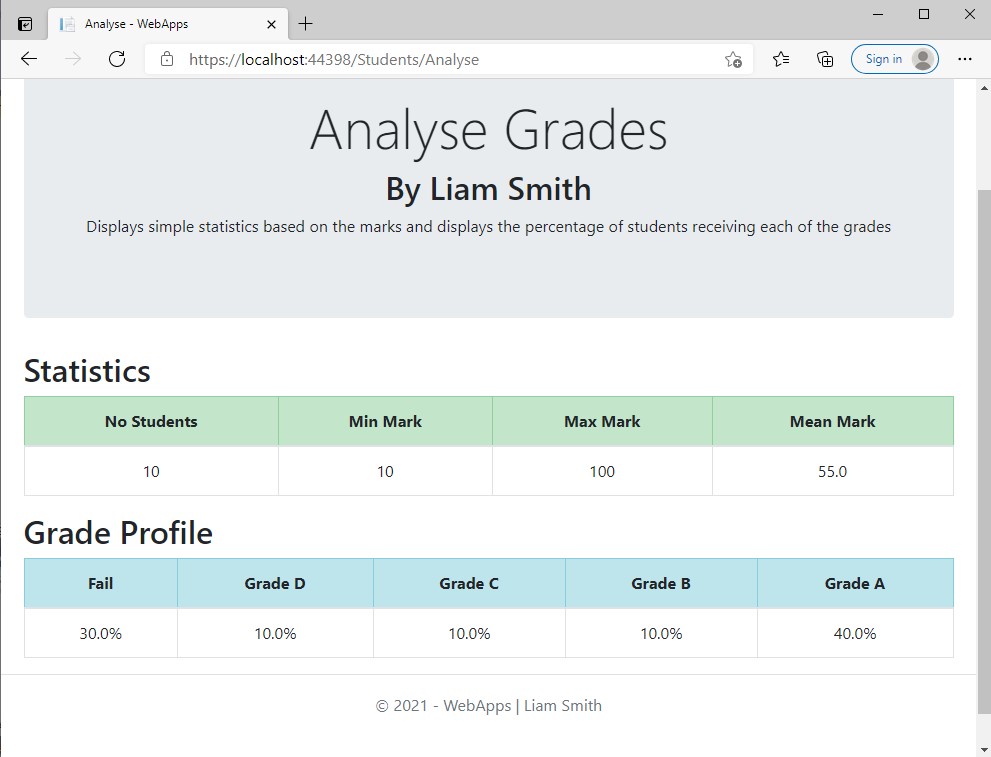 Analyse - WebApps
https://localhost:44398/Students/Analyse
Sign in
Analyse Grades
By Liam Smith
Displays simple statistics based on the marks and displays the percentage of students receiving each of the grades
Statistics
No Students Min Mark Max Mark Mean Mark
10 10 100 55.0
Grade Profile
Fail Grade D Grade C Grade B Grade A
30.0% 10.0% 10.0% 10.0% 40.0%
© 2021 - WebApps | Liam Smith